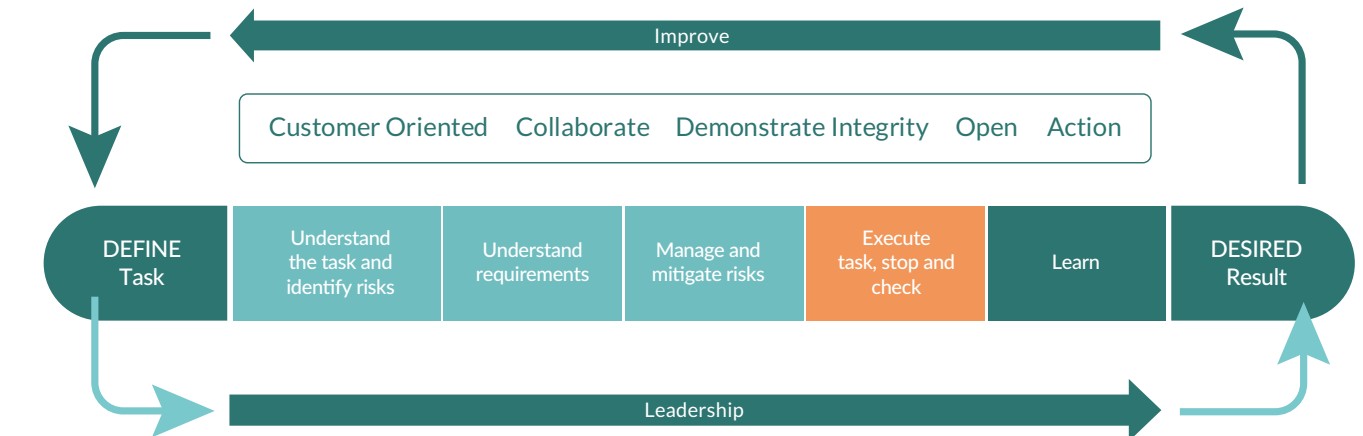 Improve
Customer Oriented Collaborate Demonstrate Integrity Open Action
DEFINE
Task
Understand
the task and
identify risks
Understand
requirements
Manage and
mitigate risks
Execute
task, stop and
check
Learn
DESIRED
Result
Leadership